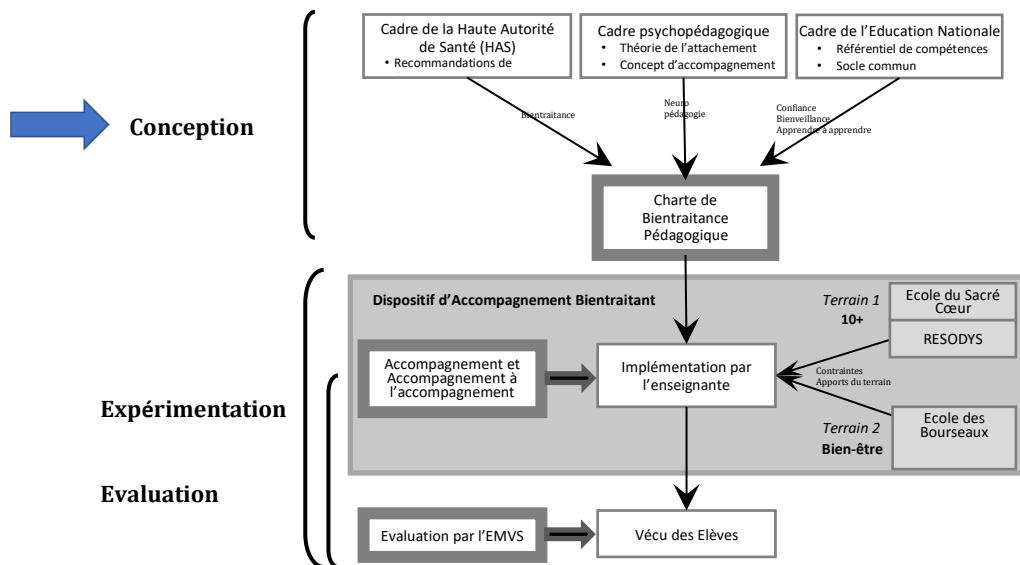 Cadre de la Haute Autorité
de Santé (HAS)
• Recommandations de
Cadre psychopédagogique
• Théorie de l'attachement
• Concept d'accompagnement
Cadre de l'Education Nationale
• Référentiel de compétences
• Socle commun
Conception
Bientraitance
Neuro
pédagogie
Confiance
Bienveillance
Apprendre à apprendre
Charte de
Bientraitance
Pédagogique
Dispositif d'Accompagnement Bientraitant
Terrain 1
10+
Ecole du Sacré
Cœur
RESODYS
Accompagnement et
Accompagnement à
l'accompagnement
Implémentation par
l'enseignante
Contraintes
Apports du terrain
Expérimentation
Terrain 2
Bien-être
Ecole des
Bourseaux
Evaluation
Evaluation par l'EMVS
Vécu des Elèves